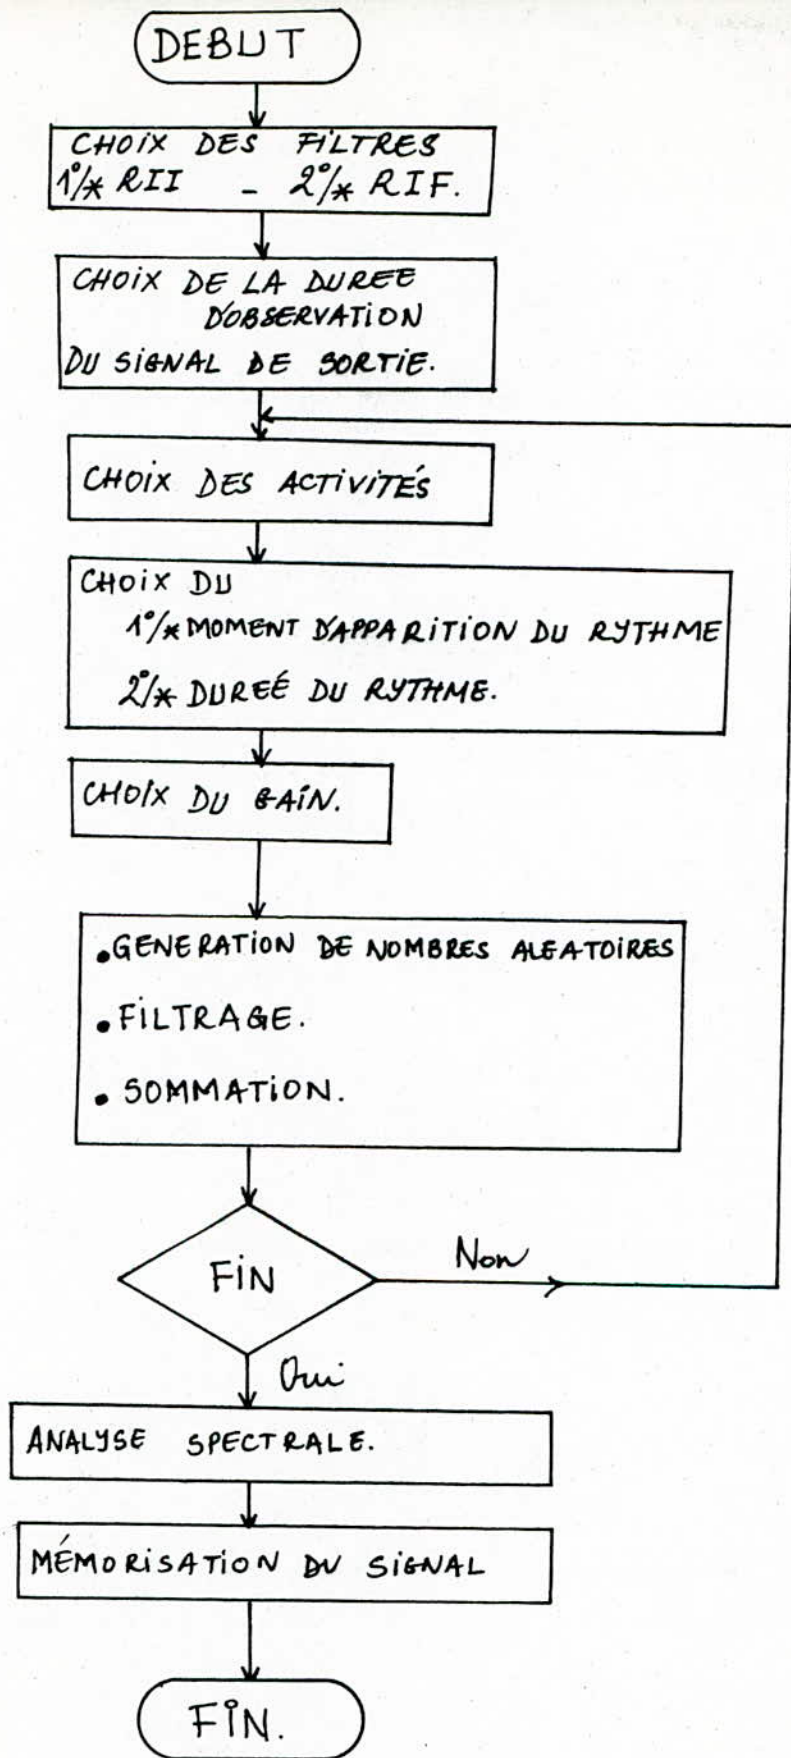 DEBUT
CHOIX DES FILTRES
1°/* RII - 2°/* RIF.
CHOIX DE LA DUREE
D'OBSERVATION
DU SIGNAL DE SORTIE.
CHOIX DES ACTIVITÉS
CHOIX DU
1°/* MOMENT D'APPARITION DU RYTHME
2°/* DUREÉ DU RYTHME.
CHOIX DU GAIN.
• GENERATION DE NOMBRES ALEATOIRES
• FILTRAGE.
• SOMMATION.
FIN
Non
Oui
ANALYSE SPECTRALE.
MÉMORISATION DU SIGNAL
FIN.